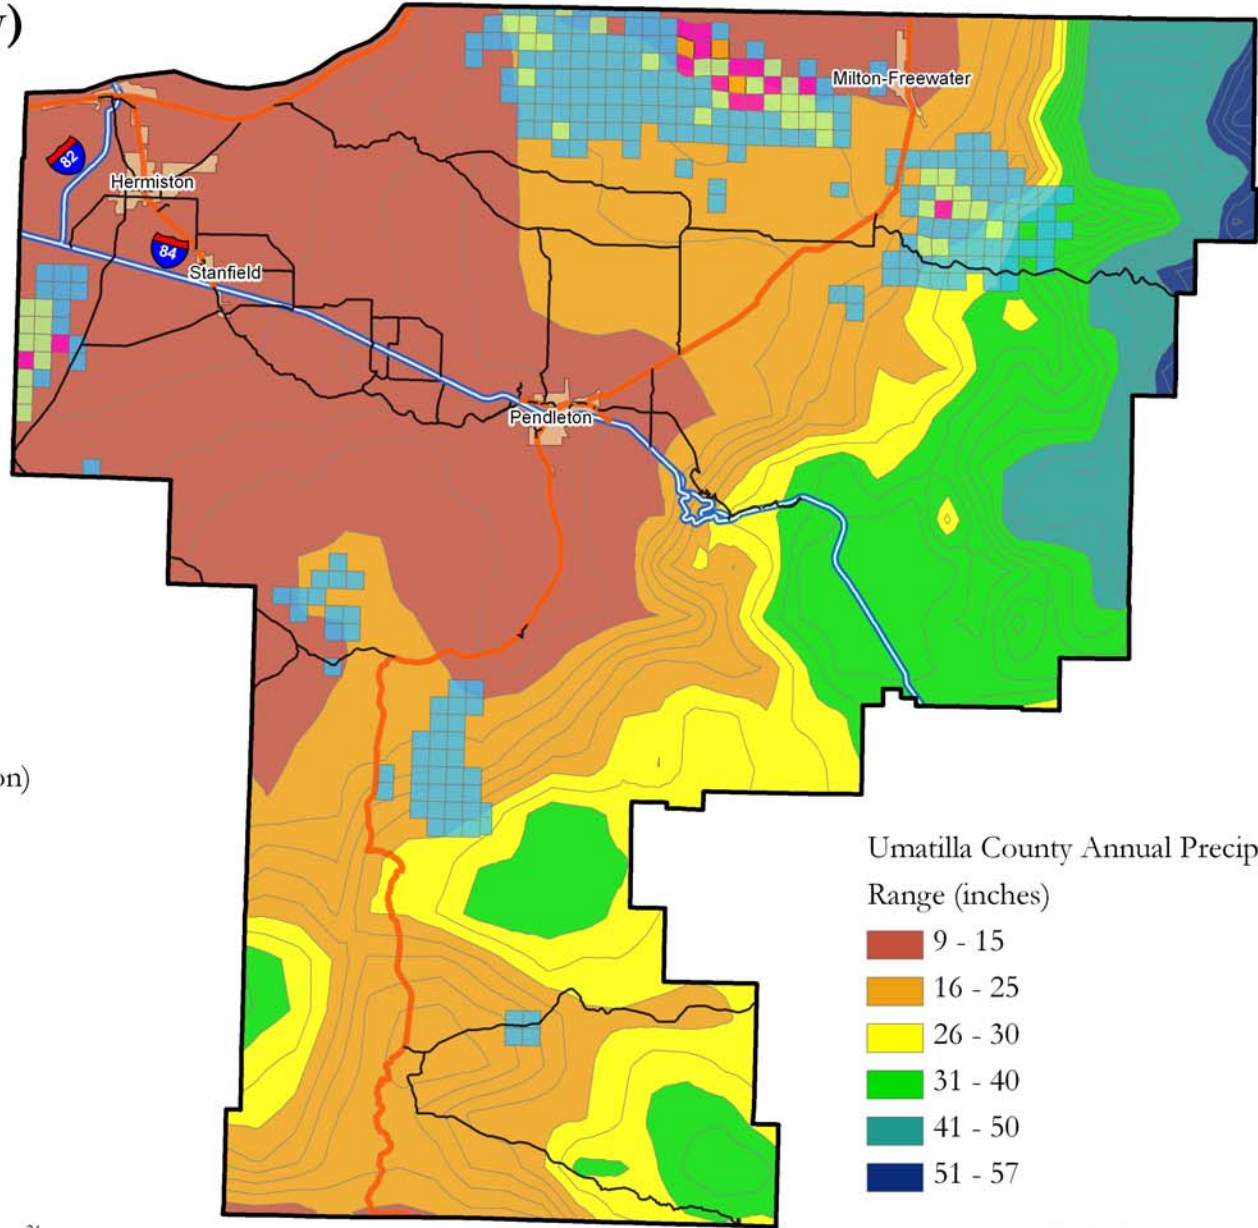 Milton-Freewater
82
Hermiston
84
Stanfield
Pendleton
on)
Umatilla County Annual Precip
Range (inches)
9 - 15
16 - 25
26 - 30
31 - 40
41 - 50
51 - 57